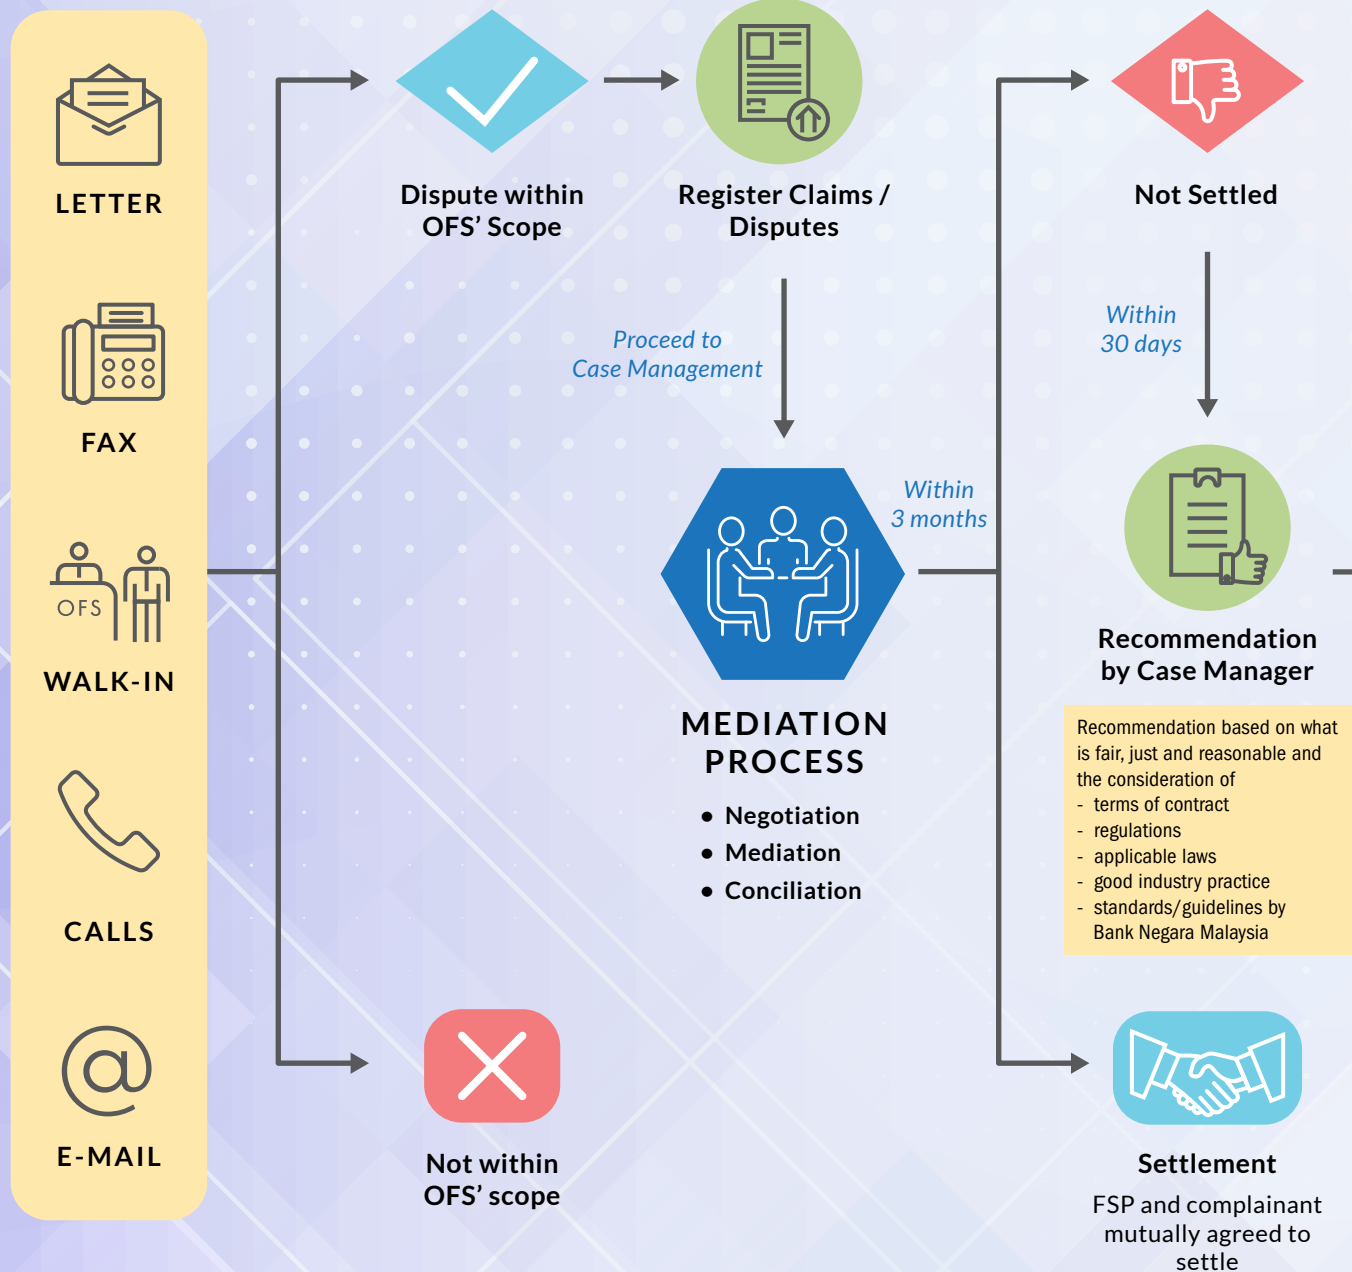 LETTER
FAX
OFS
WALK-IN
CALLS
@
E-MAIL
Dispute within
OFS’ Scope
Register Claims /
Disputes
Proceed to
Case Management
MEDIATION
PROCESS
• Negotiation
• Mediation
• Conciliation
Not within
OFS’ scope
Within
3 months
Not Settled
Within
30 days
Recommendation
by Case Manager
Recommendation based on what
is fair, just and reasonable and
the consideration of
- terms of contract
- regulations
- applicable laws
- good industry practice
- standards/guidelines by
Bank Negara Malaysia
Settlement
FSP and complainant
mutually agreed to
settle